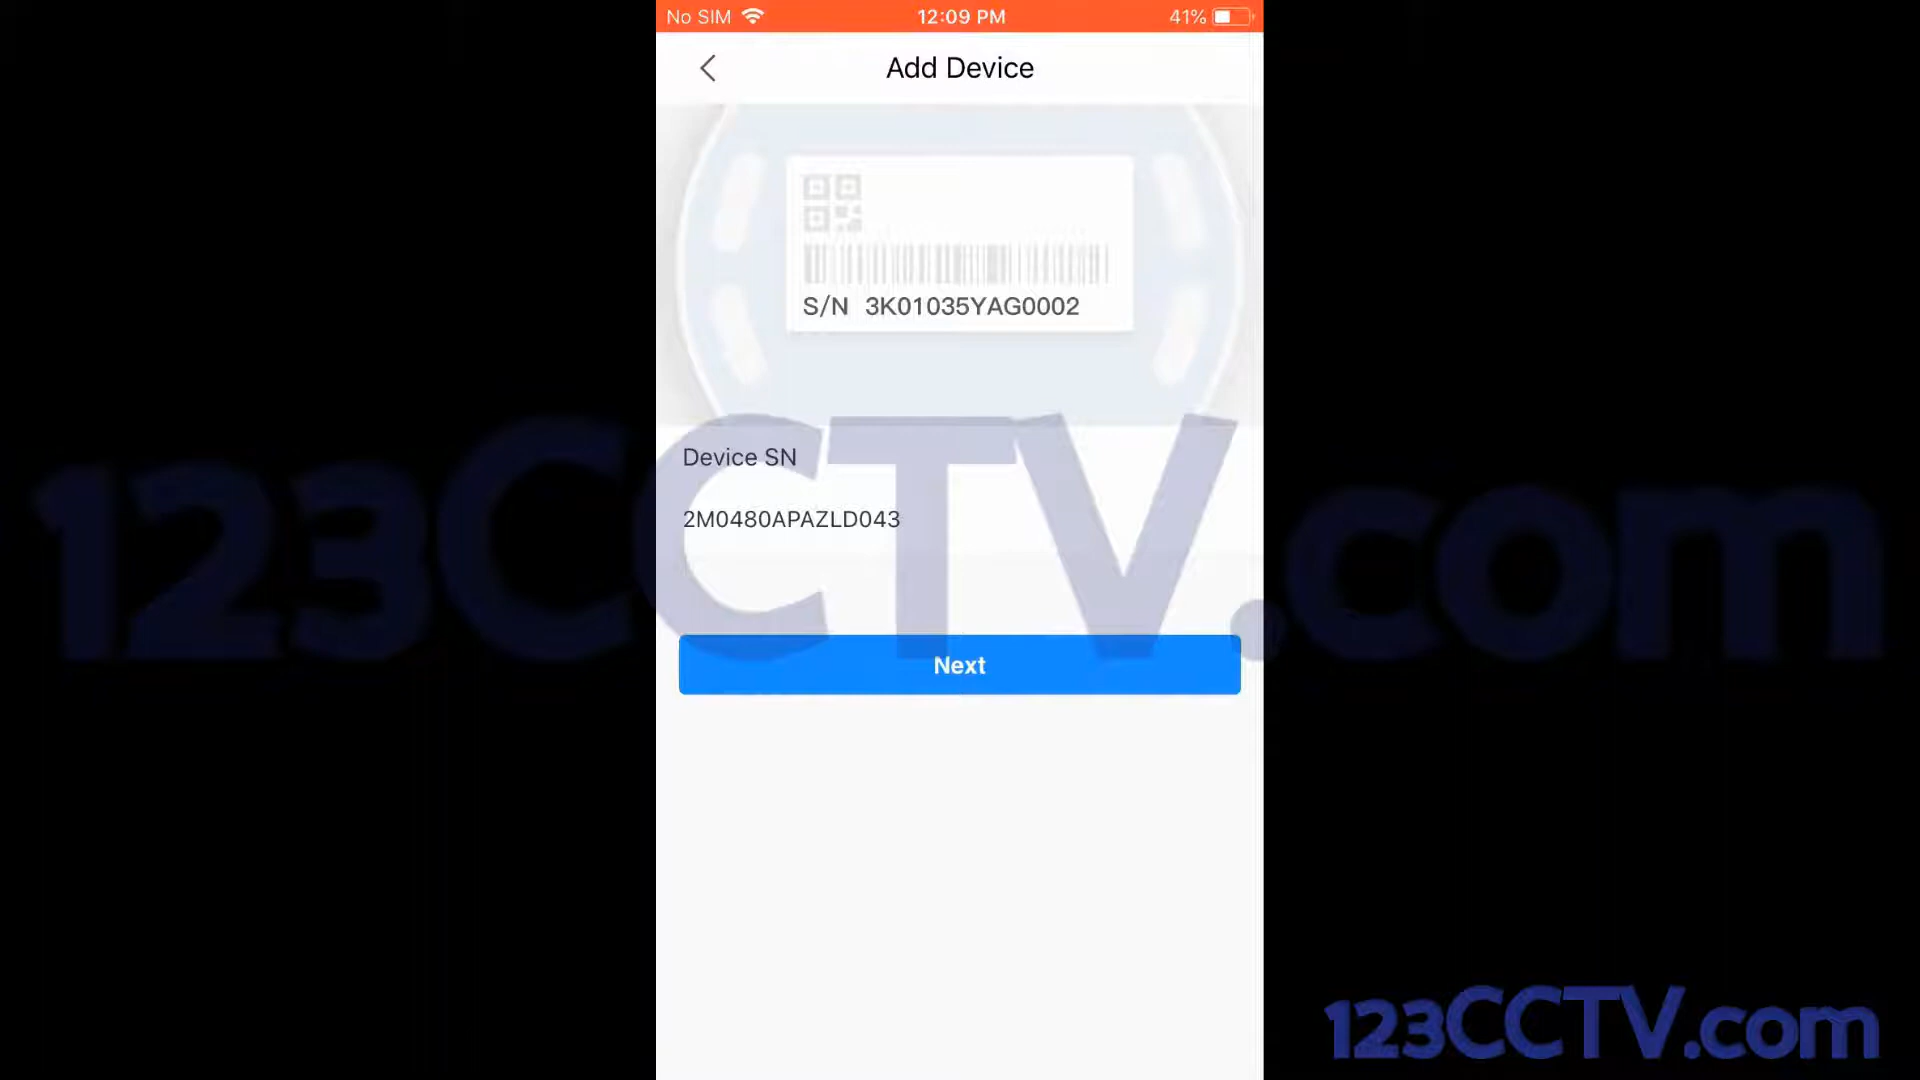 No SIM 12:09 PM 41%
Add Device
S/N 3K01035YAG0002
Device SN
2M0480APAZLD043
Next
123CCTV.com
123CCTV.com